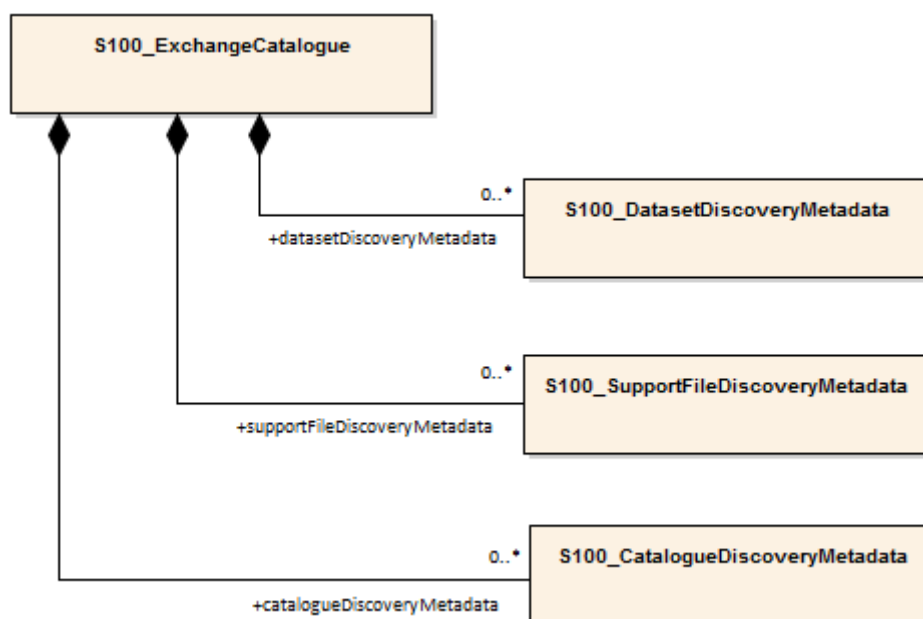 S100_ExchangeCatalogue
0..*
S100_DatasetDiscoveryMetadata
+datasetDiscoveryMetadata
0..*
S100_SupportFileDiscoveryMetadata
+supportFileDiscoveryMetadata
0..*
S100_CatalogueDiscoveryMetadata
+catalogueDiscoveryMetadata